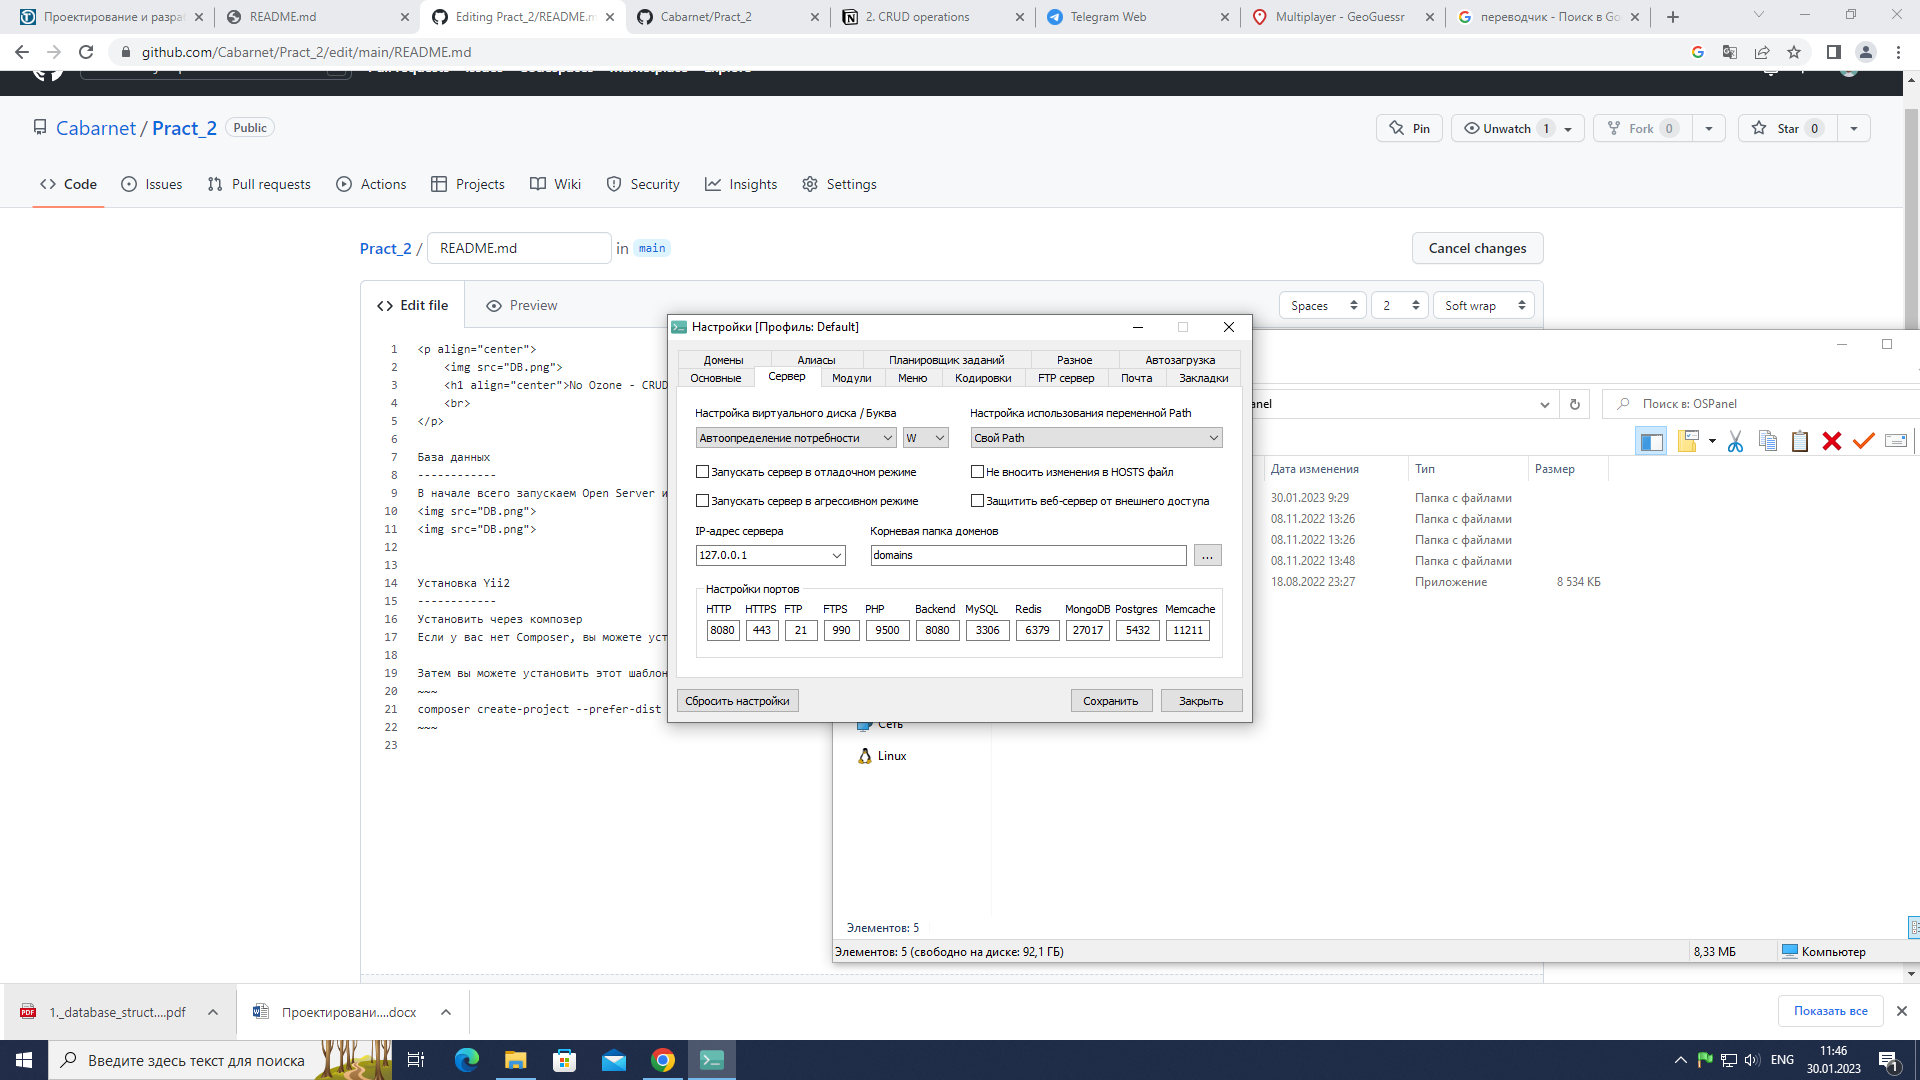 Проектирование и разраб
README.md
Editing Pract_2/README.m
Cabarnet/Pract_2
2. CRUD operations
Telegram Web
Multiplayer - GeoGuessr
переводчик - Поиск в Go
github.com/Cabarnet/Pract_2/edit/main/README.md
Cabarnet / Pract_2 Public
Pin
Unwatch 1
Fork 0
Star 0
Code
Issues
Pull requests
Actions
Projects
Wiki
Security
Insights
Settings
Pract_2 / README.md in main
Cancel changes
Edit file
Preview
Spaces
2
Soft wrap
1 <p align="center">
2 <img src="DB.png">
3 <h1 align="center">No Ozone - CRUD
4 <br>
5 </p>
6
7 База данных
8 ------------
9 В начале всего запускаем Open Server и
10 <img src="DB.png">
11 <img src="DB.png">
12
13
14 Установка Yii2
15 ------------
16 Установить через композер
17 Если у вас нет Composer, вы можете уст
18
19 Затем вы можете установить этот шаблон
20 ~~~
21 composer create-project --prefer-dist
22 ~~~
23
Настройки [Профиль: Default]
Домены
Алиасы
Планировщик заданий
Разное
Автозагрузка
Основные
Сервер
Модули
Меню
Кодировки
FTP сервер
Почта
Закладки
Настройка виртуального диска / Буква
Настройка использования переменной Path
Автоопределение потребности
W
Свой Path
Запускать сервер в отладочном режиме
Не вносить изменения в HOSTS файл
Запускать сервер в агрессивном режиме
Защитить веб-сервер от внешнего доступа
IP-адрес сервера
Корневая папка доменов
127.0.0.1
domains
...
Настройки портов
HTTP HTTPS FTP FTPS PHP Backend MySQL Redis MongoDB Postgres Memcache
8080 443 21 990 9500 8080 3306 6379 27017 5432 11211
Сбросить настройки
Сохранить
Закрыть
anel
Поиск в: OSPanel
Дата изменения
Тип
Размер
30.01.2023 9:29 Папка с файлами
08.11.2022 13:26 Папка с файлами
08.11.2022 13:26 Папка с файлами
08.11.2022 13:48 Папка с файлами
18.08.2022 23:27 Приложение 8 534 КБ
Сеть
Linux
Элементов: 5
Элементов: 5 (свободно на диске: 92,1 ГБ)
8,33 МБ
Компьютер
1._database_struct....pdf
Проектировани....docx
Показать все
Введите здесь текст для поиска
ENG
11:46
30.01.2023
1